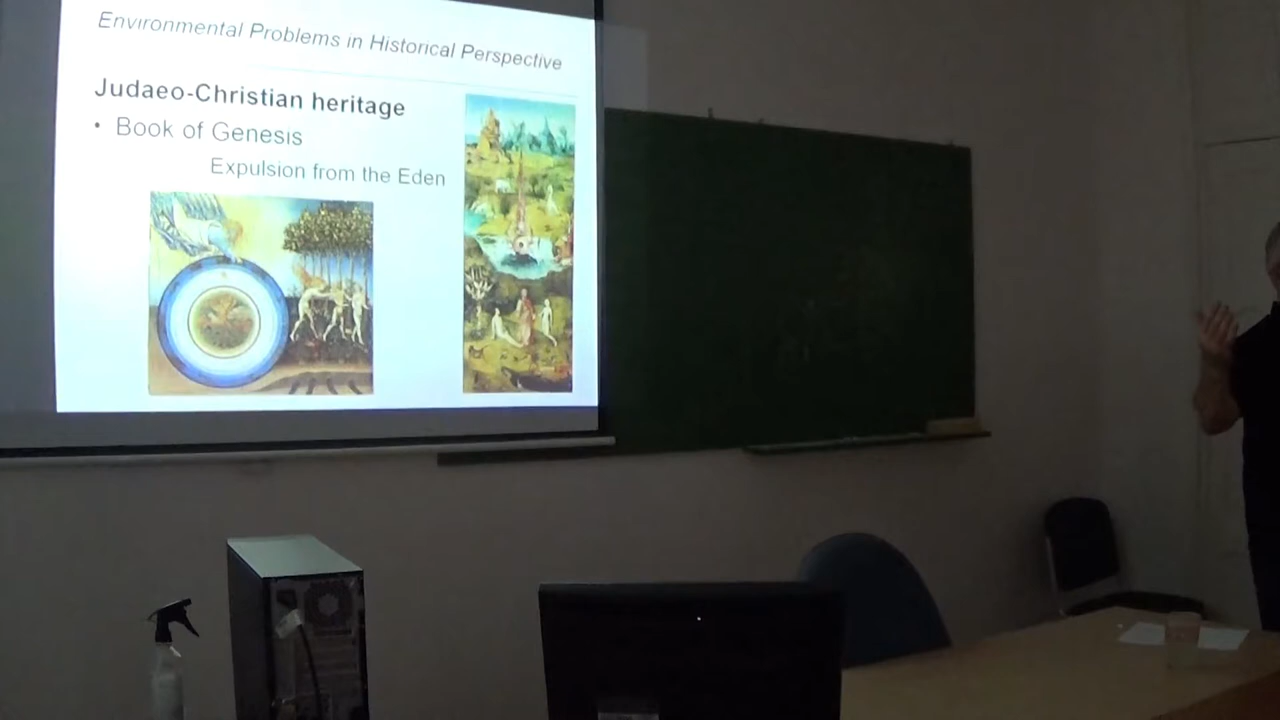 Environmental Problems in Historical Perspective
Judaeo-Christian heritage
• Book of Genesis
Expulsion from the Eden